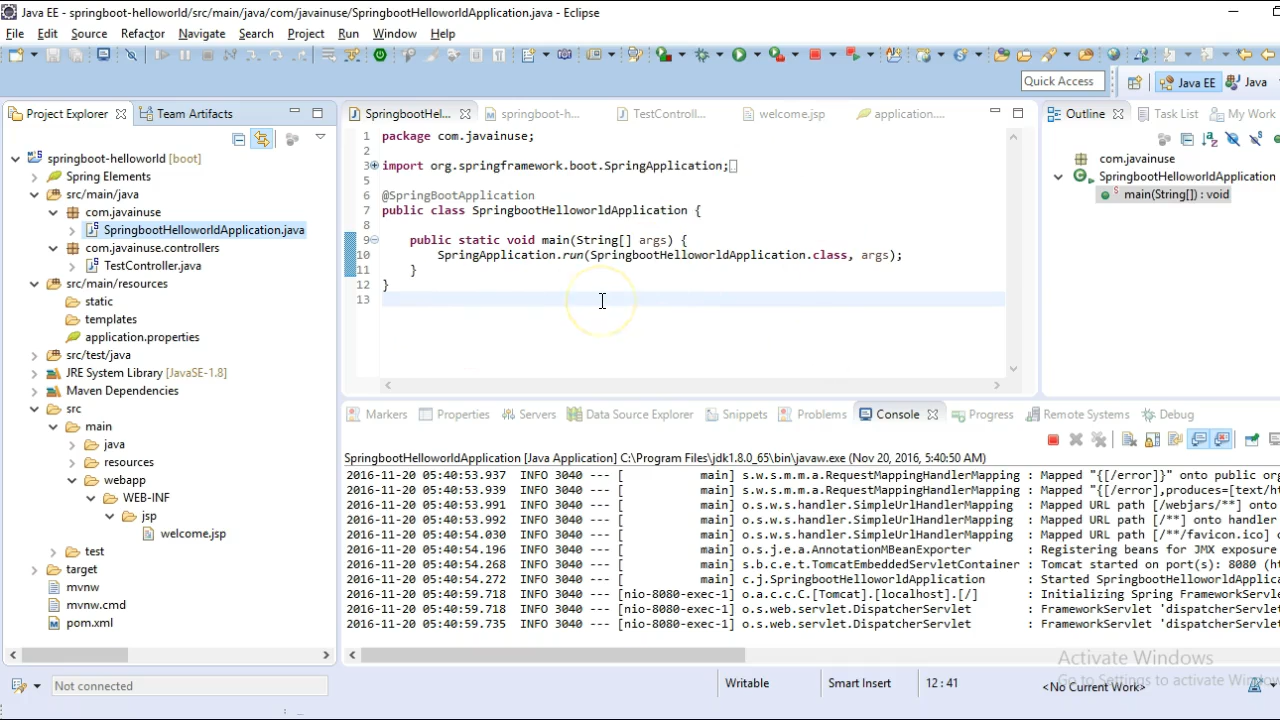 Java EE - springboot-helloworld/src/main/java/com/javainuse/SpringbootHelloworldApplication.java - Eclipse
File Edit Source Refactor Navigate Search Project Run Window Help
Quick Access
Java EE
Java
Project Explorer
Team Artifacts
springboot-helloworld [boot]
Spring Elements
src/main/java
com.javainuse
SpringbootHelloworldApplication.java
com.javainuse.controllers
TestController.java
src/main/resources
static
templates
application.properties
src/test/java
JRE System Library [JavaSE-1.8]
Maven Dependencies
src
main
java
resources
webapp
WEB-INF
jsp
welcome.jsp
test
target
mvnw
mvnw.cmd
pom.xml
SpringbootHel...
springboot-h...
TestControll...
welcome.jsp
application....
1 package com.javainuse;
2
3 import org.springframework.boot.SpringApplication;
5
6 @SpringBootApplication
7 public class SpringbootHelloworldApplication {
8
9 public static void main(String[] args) {
10 SpringApplication.run(SpringbootHelloworldApplication.class, args);
11 }
12 }
13
Outline
Task List
My Work
com.javainuse
SpringbootHelloworldApplication
main(String[]) : void
Markers Properties Servers Data Source Explorer Snippets Problems Console Progress Remote Systems Debug
SpringbootHelloworldApplication [Java Application] C:\Program Files\jdk1.8.0_65\bin\javaw.exe (Nov 20, 2016, 5:40:50 AM)
2016-11-20 05:40:53.937 INFO 3040 --- [ main] s.w.s.m.m.a.RequestMappingHandlerMapping : Mapped "{[/error]}" onto public org
2016-11-20 05:40:53.939 INFO 3040 --- [ main] s.w.s.m.m.a.RequestMappingHandlerMapping : Mapped "{[/error],produces=[text/h
2016-11-20 05:40:53.991 INFO 3040 --- [ main] o.s.w.s.handler.SimpleUrlHandlerMapping : Mapped URL path [/webjars/**] onto
2016-11-20 05:40:53.992 INFO 3040 --- [ main] o.s.w.s.handler.SimpleUrlHandlerMapping : Mapped URL path [/**] onto handler
2016-11-20 05:40:54.030 INFO 3040 --- [ main] o.s.w.s.handler.SimpleUrlHandlerMapping : Mapped URL path [/**/favicon.ico] o
2016-11-20 05:40:54.196 INFO 3040 --- [ main] o.s.j.e.a.AnnotationMBeanExporter : Registering beans for JMX exposure
2016-11-20 05:40:54.268 INFO 3040 --- [ main] s.b.c.e.t.TomcatEmbeddedServletContainer : Tomcat started on port(s): 8080 (ht
2016-11-20 05:40:54.272 INFO 3040 --- [ main] c.j.SpringbootHelloworldApplication : Started SpringbootHelloworldApplic
2016-11-20 05:40:59.718 INFO 3040 --- [nio-8080-exec-1] o.a.c.c.C.[Tomcat].[localhost].[/] : Initializing Spring FrameworkServl
2016-11-20 05:40:59.718 INFO 3040 --- [nio-8080-exec-1] o.s.web.servlet.DispatcherServlet : FrameworkServlet 'dispatcherServle
2016-11-20 05:40:59.735 INFO 3040 --- [nio-8080-exec-1] o.s.web.servlet.DispatcherServlet : FrameworkServlet 'dispatcherServle
Activate Windows
Go to Settings to activate Windows
Not connected
Writable
Smart Insert
12 : 41
<No Current Work>